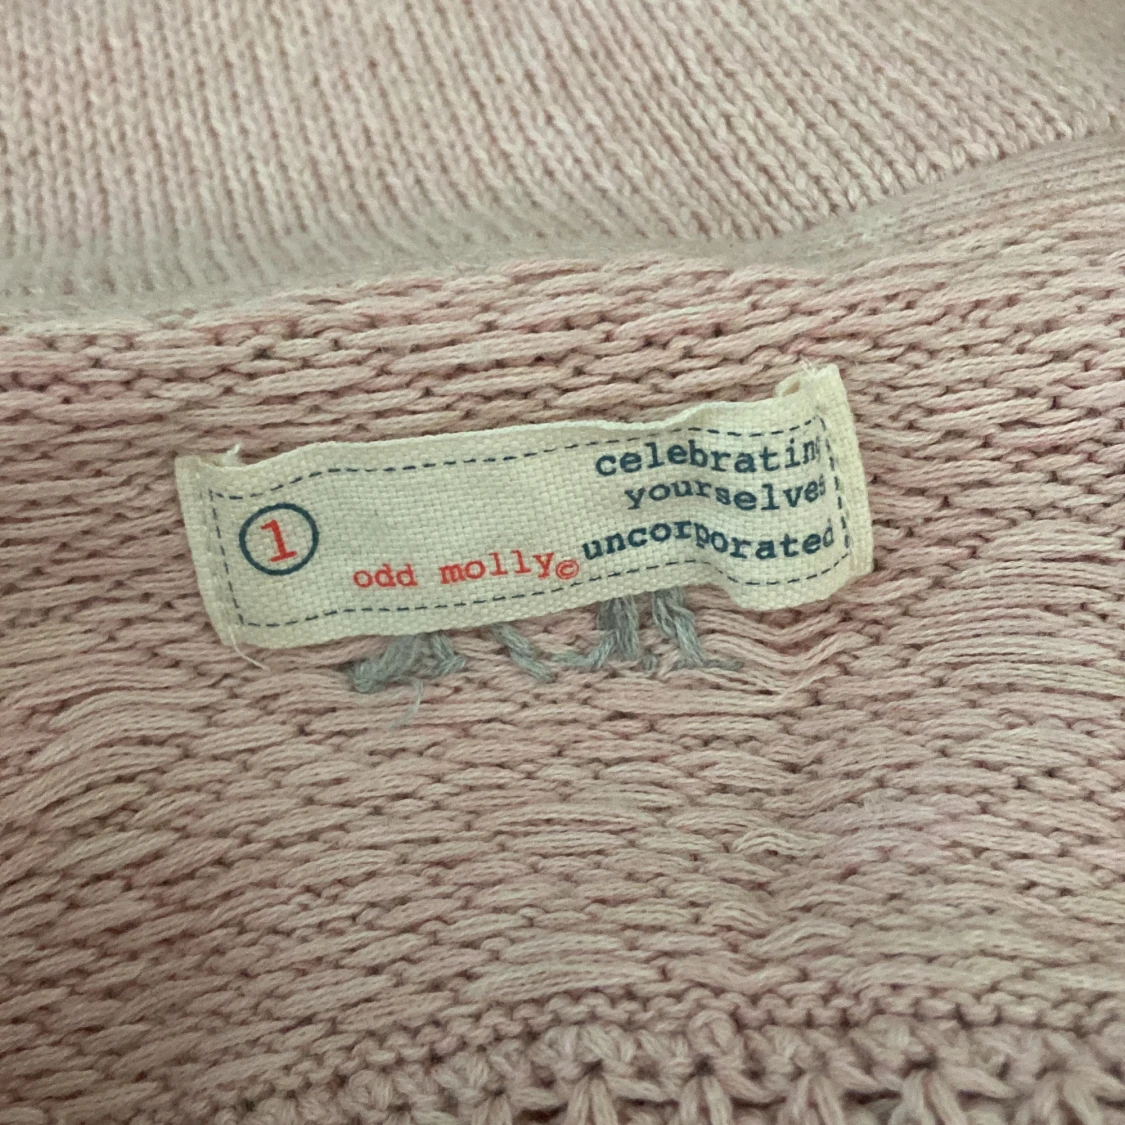 1
odd molly©
celebrating
yourselves
uncorporated